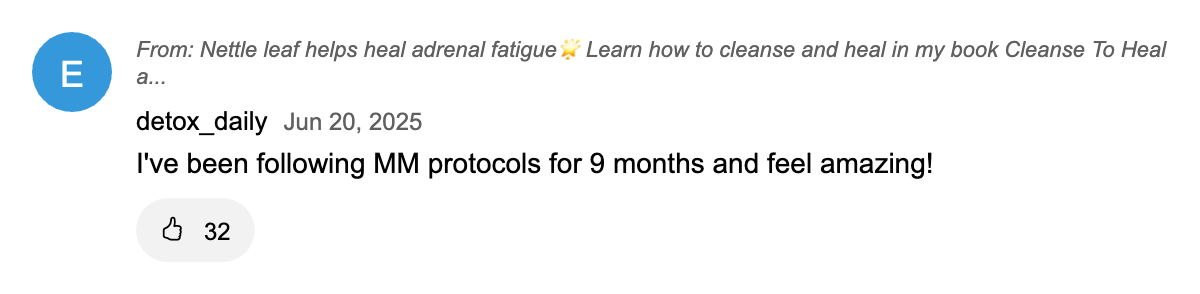 E
From: Nettle leaf helps heal adrenal fatigue🌟 Learn how to cleanse and heal in my book Cleanse To Heal
a...
detox_daily Jun 20, 2025
I've been following MM protocols for 9 months and feel amazing!
32